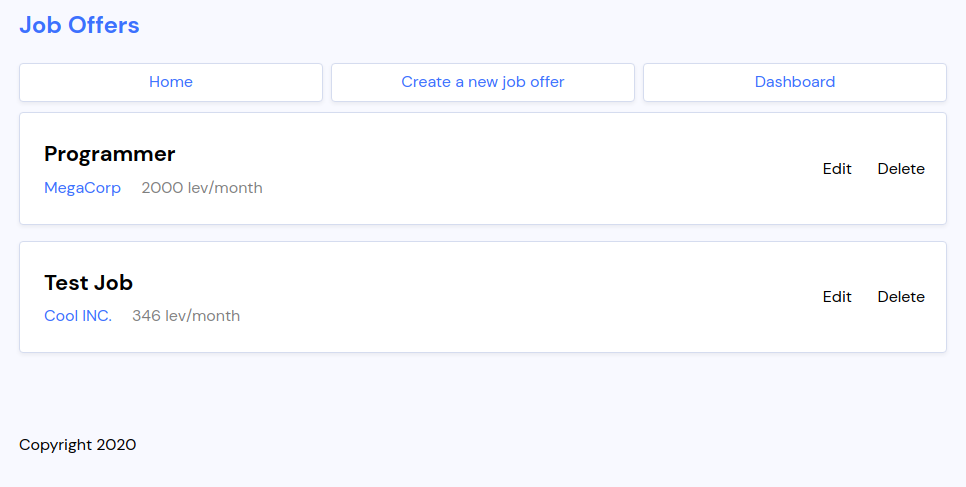 Job Offers
Home Create a new job offer Dashboard
Programmer
MegaCorp 2000 lev/month
Edit Delete
Test Job
Cool INC. 346 lev/month
Edit Delete
Copyright 2020